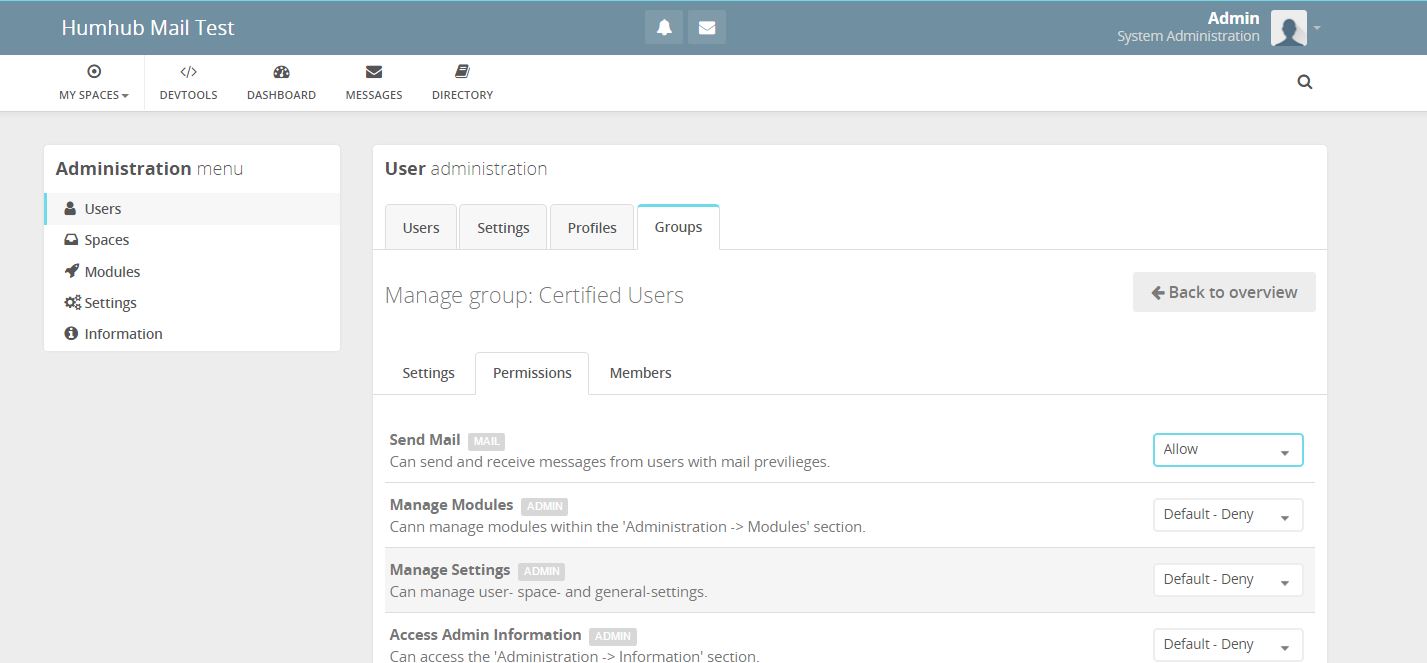 Humhub Mail Test
Admin
System Administration
MY SPACES
DEVTOOLS
DASHBOARD
MESSAGES
DIRECTORY
Administration menu
Users
Spaces
Modules
Settings
Information
User administration
Users
Settings
Profiles
Groups
Manage group: Certified Users
Back to overview
Settings
Permissions
Members
Send Mail MAIL
Can send and receive messages from users with mail previlieges.
Allow
Manage Modules ADMIN
Cann manage modules within the 'Administration -> Modules' section.
Default - Deny
Manage Settings ADMIN
Can manage user- space- and general-settings.
Default - Deny
Access Admin Information ADMIN
Can access the 'Administration -> Information' section.
Default - Deny